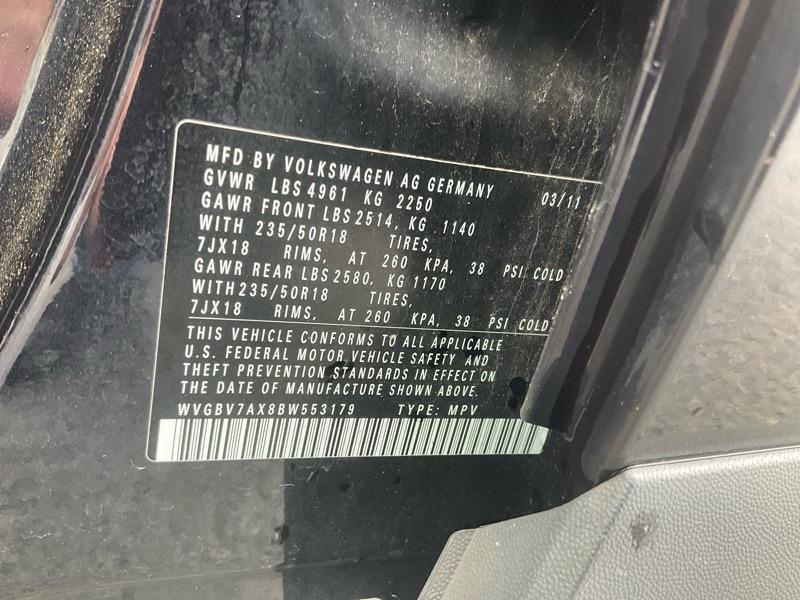 MFD BY VOLKSWAGEN AG GERMANY 03/11
GVWR LBS 4961 KG 2250
GAWR FRONT LBS 2514, KG 1140
WITH 235/50R18 TIRES,
7JX18 RIMS, AT 260 KPA, 38 PSI COLD
GAWR REAR LBS 2580, KG 1170
WITH 235/50R18 TIRES,
7JX18 RIMS, AT 260 KPA, 38 PSI COLD
THIS VEHICLE CONFORMS TO ALL APPLICABLE
U.S. FEDERAL MOTOR VEHICLE SAFETY AND
THEFT PREVENTION STANDARDS IN EFFECT ON
THE DATE OF MANUFACTURE SHOWN ABOVE.
WVGBV7AX8BW553179 TYPE: MPV